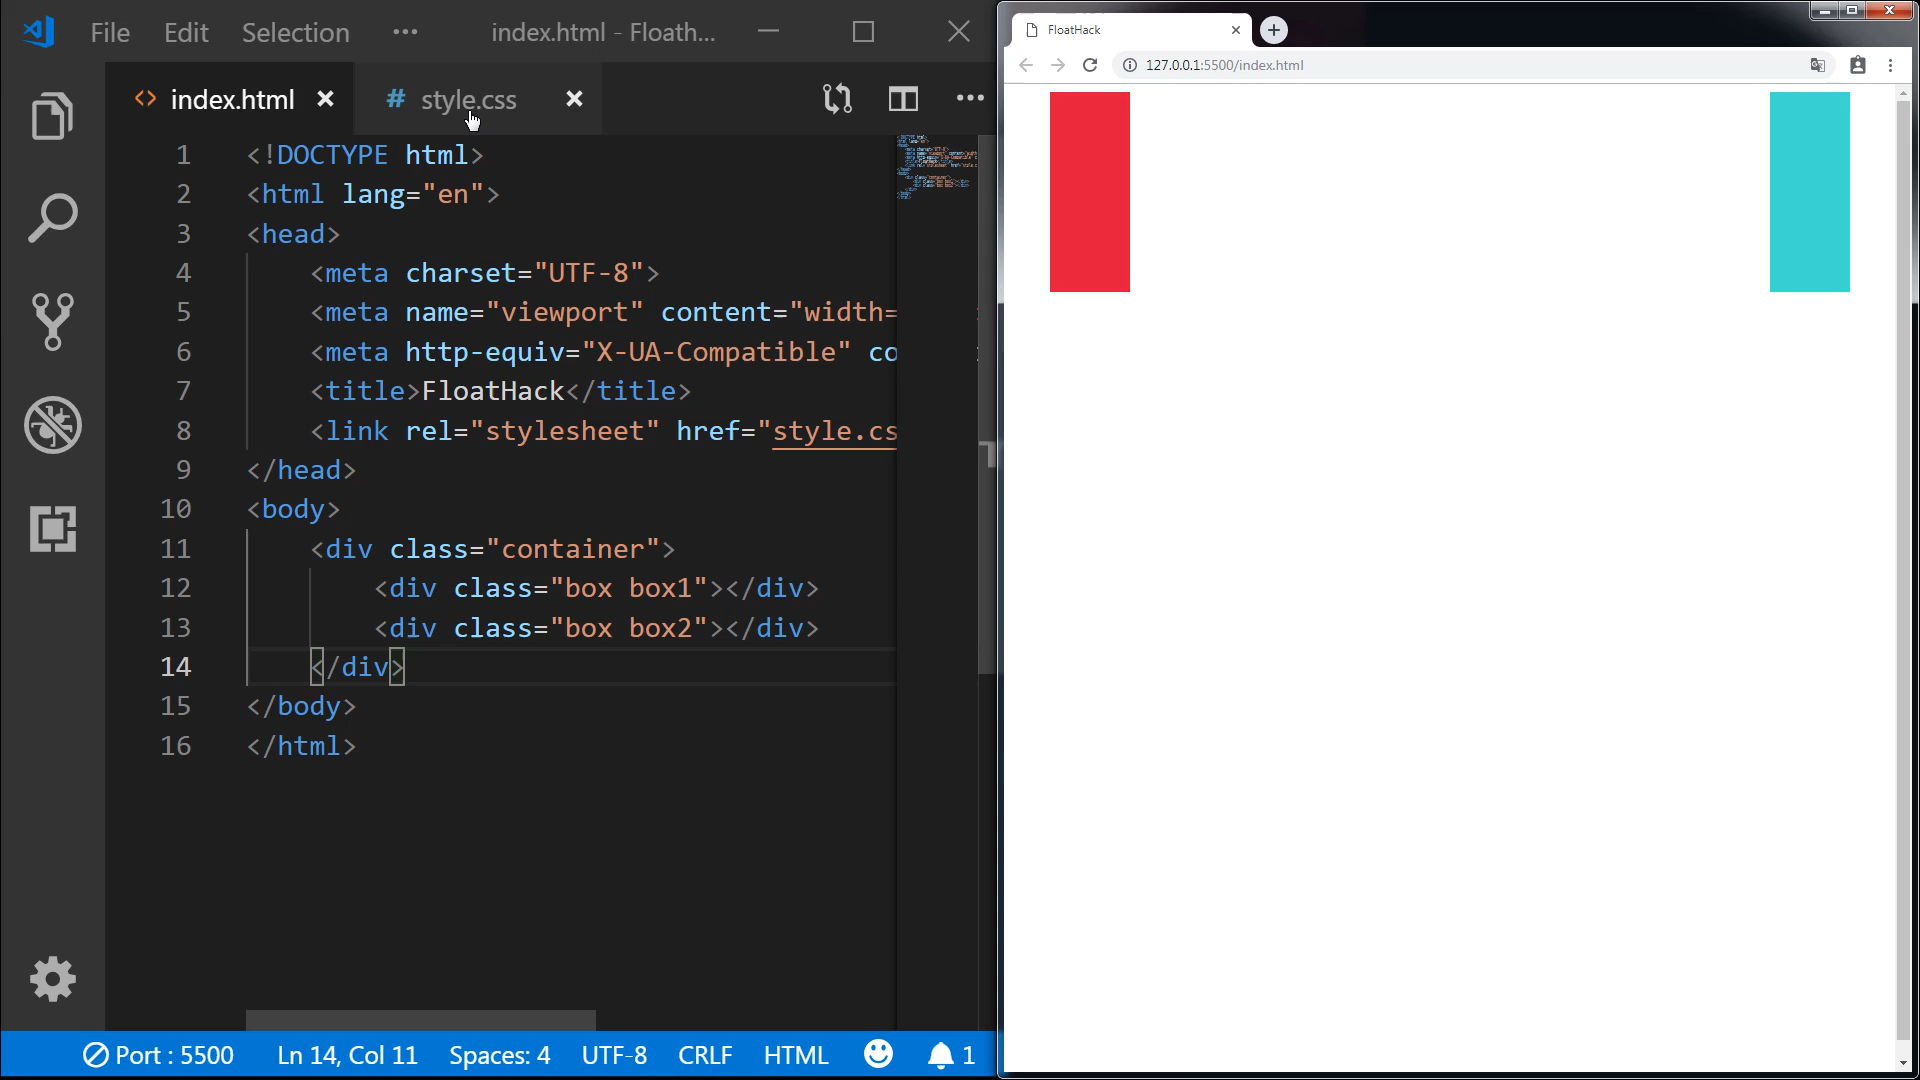 File Edit Selection ··· index.html - Floath...
index.html style.css
1 <!DOCTYPE html>
2 <html lang="en">
3 <head>
4 <meta charset="UTF-8">
5 <meta name="viewport" content="width=
6 <meta http-equiv="X-UA-Compatible" co
7 <title>FloatHack</title>
8 <link rel="stylesheet" href="style.cs
9 </head>
10 <body>
11 <div class="container">
12 <div class="box box1"></div>
13 <div class="box box2"></div>
14 </div>
15 </body>
16 </html>
Port : 5500 Ln 14, Col 11 Spaces: 4 UTF-8 CRLF HTML 1
FloatHack
127.0.0.1:5500/index.html